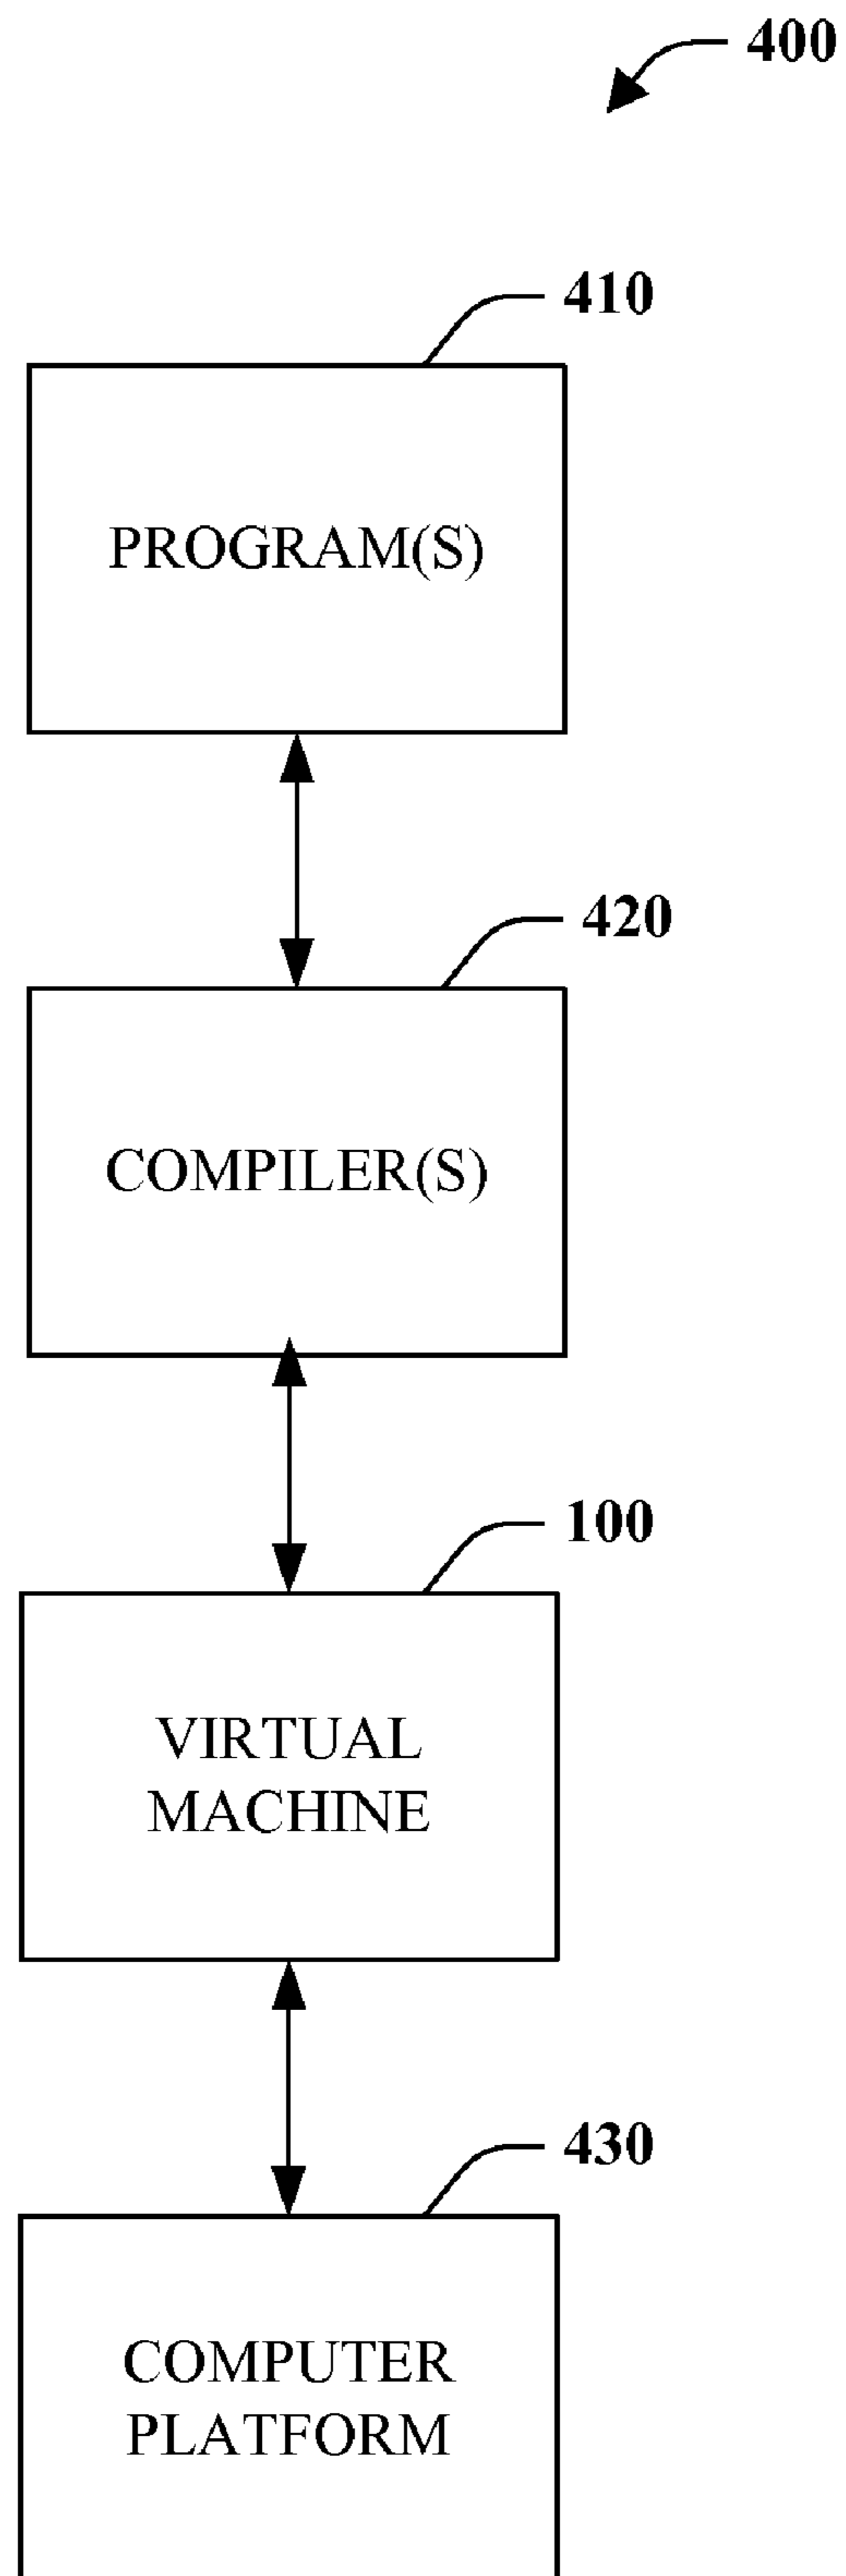 400
410
PROGRAM(S)
420
COMPILER(S)
100
VIRTUAL
MACHINE
430
COMPUTER
PLATFORM